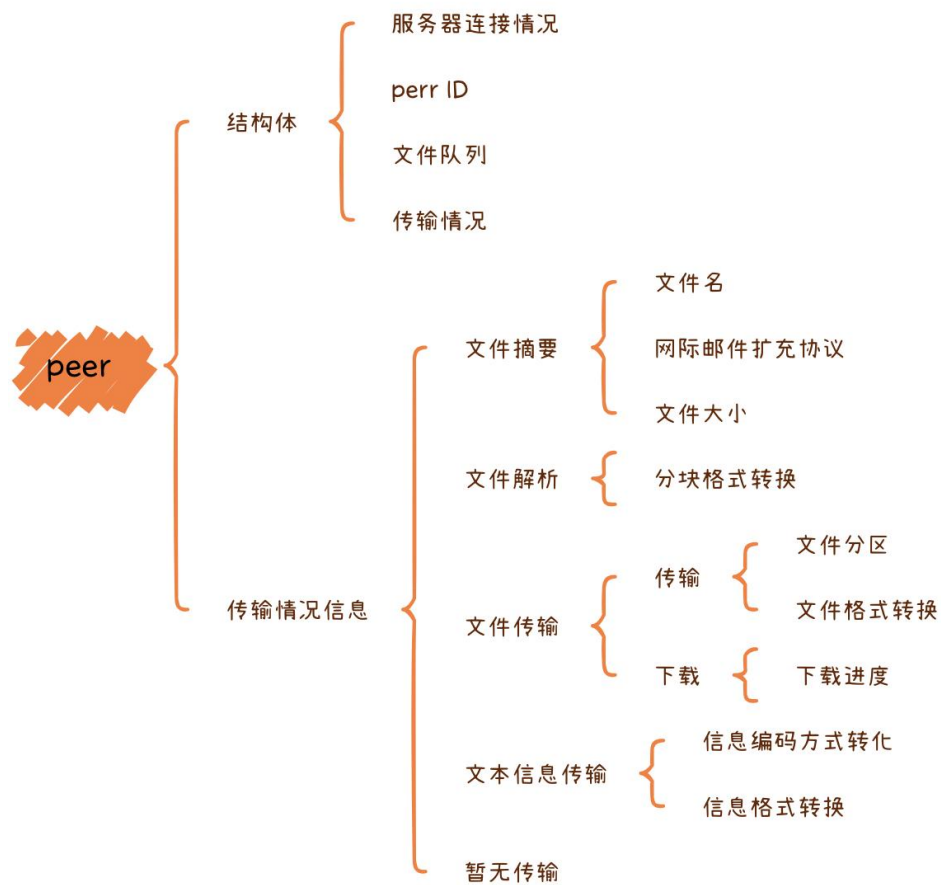 peer
结构体
服务器连接情况
perr ID
文件队列
传输情况
传输情况信息
文件摘要
文件名
网际邮件扩充协议
文件大小
文件解析
分块格式转换
文件传输
传输
文件分区
文件格式转换
下载
下载进度
文本信息传输
信息编码方式转化
信息格式转换
暂无传输